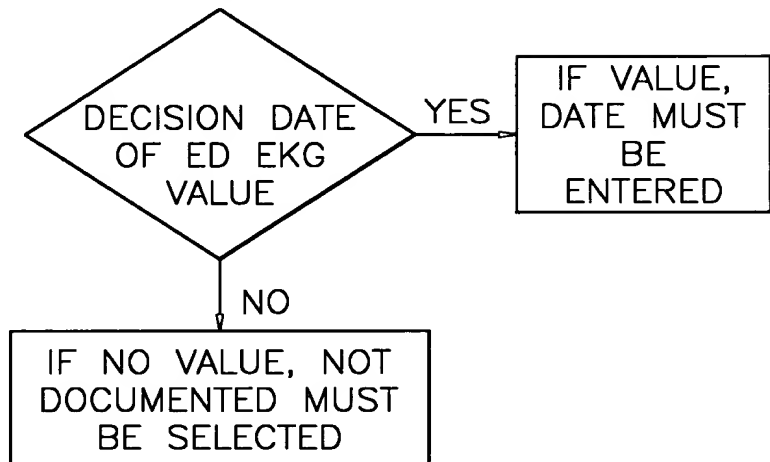 DECISION DATE
OF ED EKG
VALUE
YES
IF VALUE,
DATE MUST
BE
ENTERED
NO
IF NO VALUE, NOT
DOCUMENTED MUST
BE SELECTED